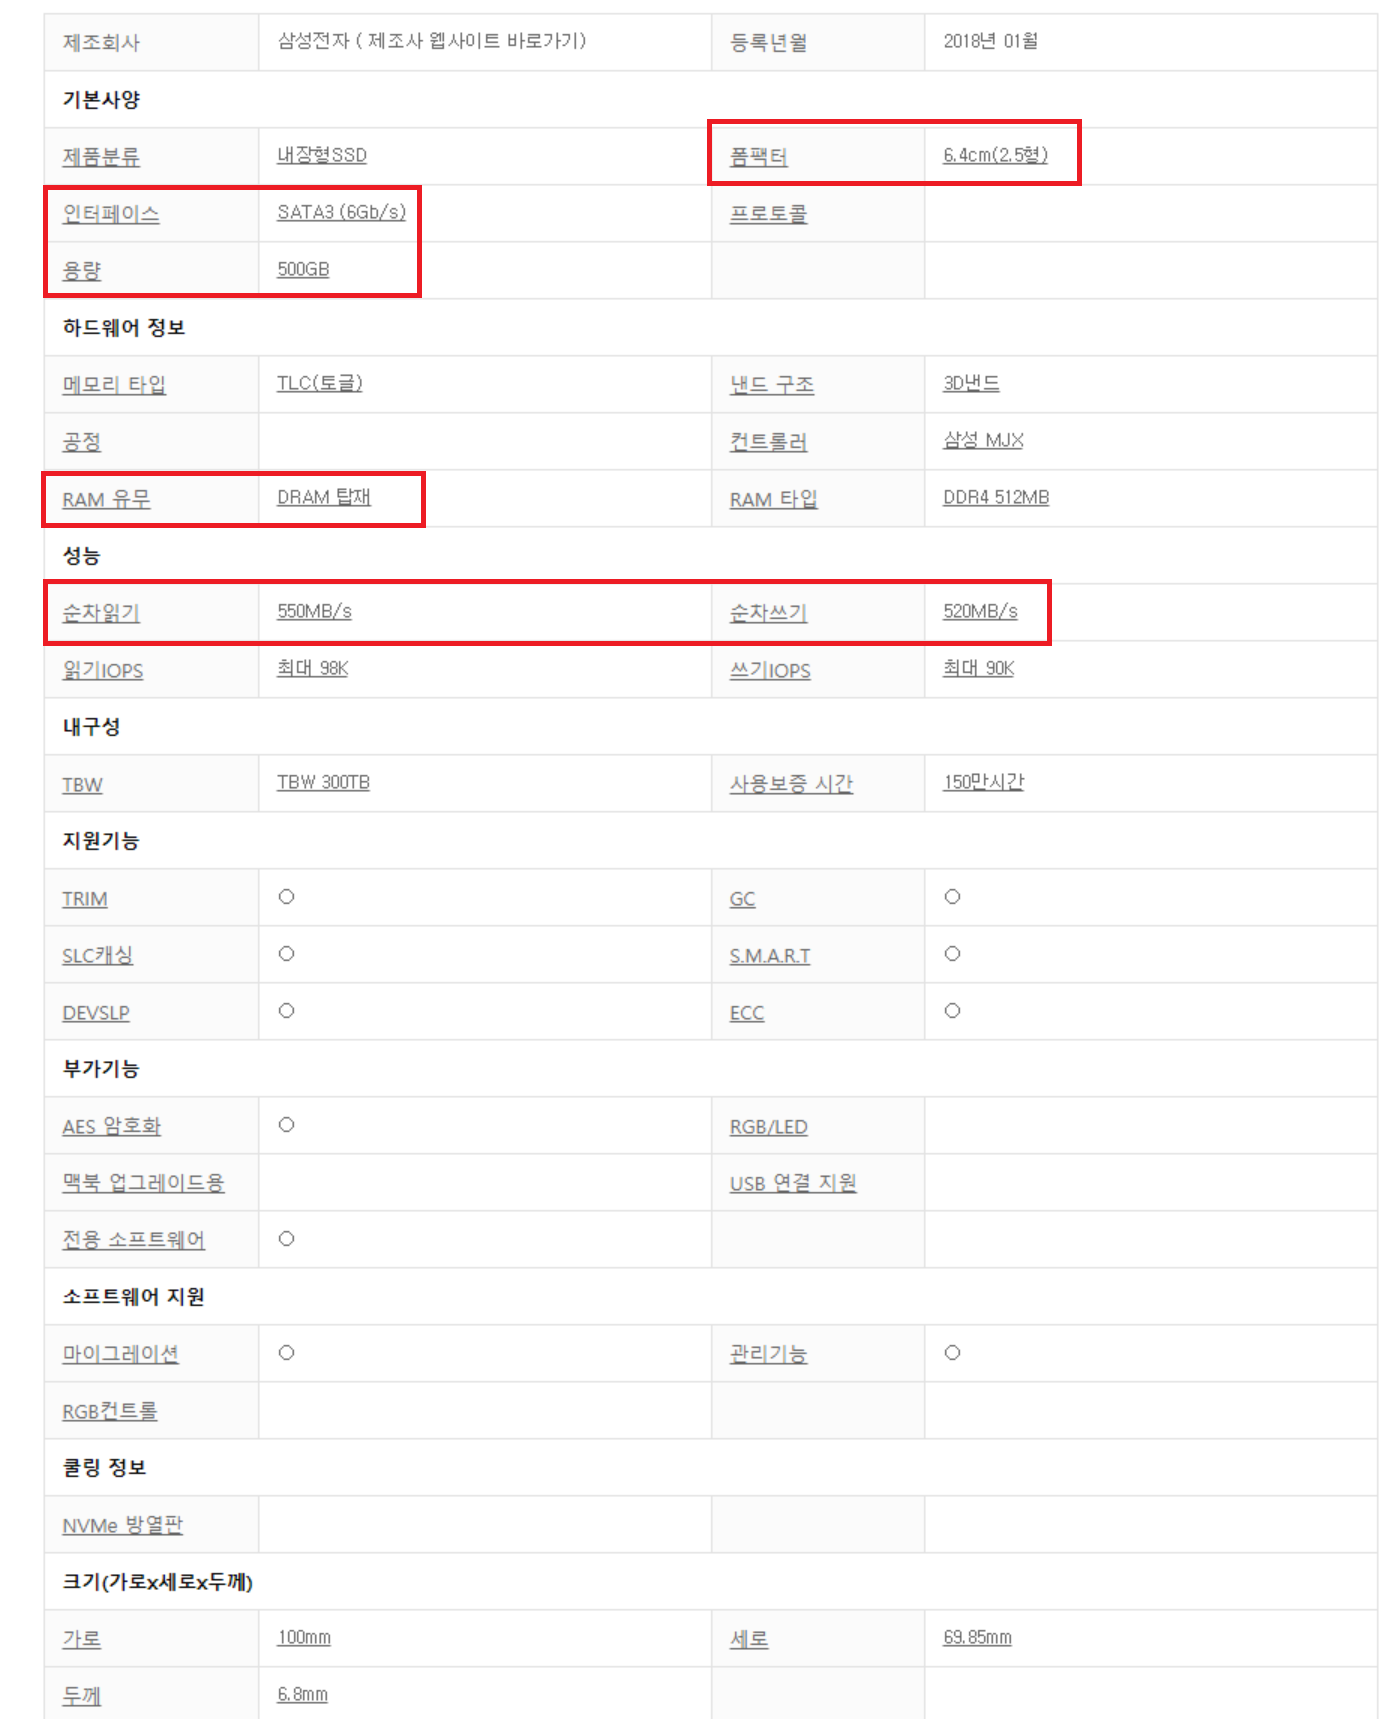 제조회사 삼성전자 ( 제조사 웹사이트 바로가기) 등록년월 2018년 01월
기본사양
제품분류 내장형SSD 폼팩터 6.4cm(2.5형)
인터페이스 SATA3 (6Gb/s) 프로토콜
용량 500GB
하드웨어 정보
메모리 타입 TLC(토글) 낸드 구조 3D낸드
공정 컨트롤러 삼성 MJX
RAM 유무 DRAM 탑재 RAM 타입 DDR4 512MB
성능
순차읽기 550MB/s 순차쓰기 520MB/s
읽기IOPS 최대 98K 쓰기IOPS 최대 90K
내구성
TBW TBW 300TB 사용보증 시간 150만시간
지원기능
TRIM ○ GC ○
SLC캐싱 ○ S.M.A.R.T ○
DEVSLP ○ ECC ○
부가기능
AES 암호화 ○ RGB/LED
맥북 업그레이드용 USB 연결 지원
전용 소프트웨어 ○
소프트웨어 지원
마이그레이션 ○ 관리기능 ○
RGB컨트롤
쿨링 정보
NVMe 방열판
크기(가로x세로x두께)
가로 100mm 세로 69.85mm
두께 6.8mm